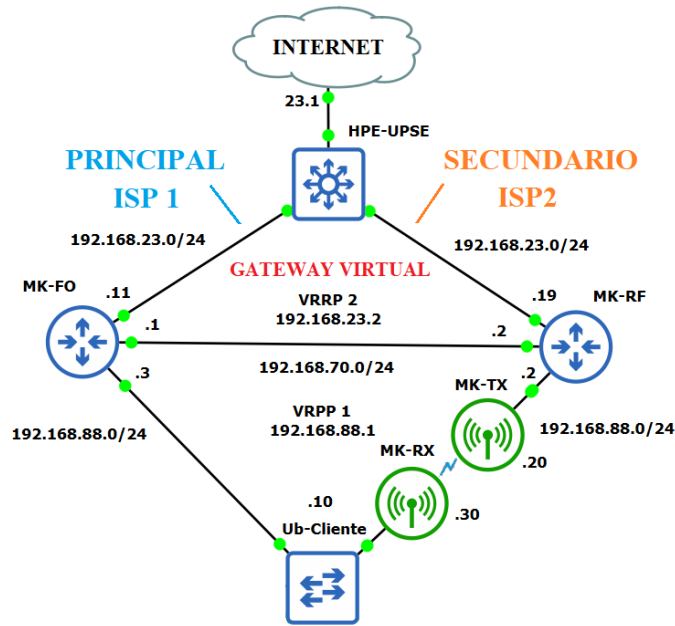 INTERNET
23.1
HPE-UPSE
PRINCIPAL
ISP 1
SECUNDARIO
ISP2
192.168.23.0/24
192.168.23.0/24
GATEWAY VIRTUAL
MK-FO
.11
VRRP 2
192.168.23.2
.19
MK-RF
.1
.2
.3
192.168.70.0/24
MK-TX
.2
192.168.88.0/24
VRPP 1
192.168.88.1
192.168.88.0/24
MK-RX
.20
.10
.30
Ub-Cliente